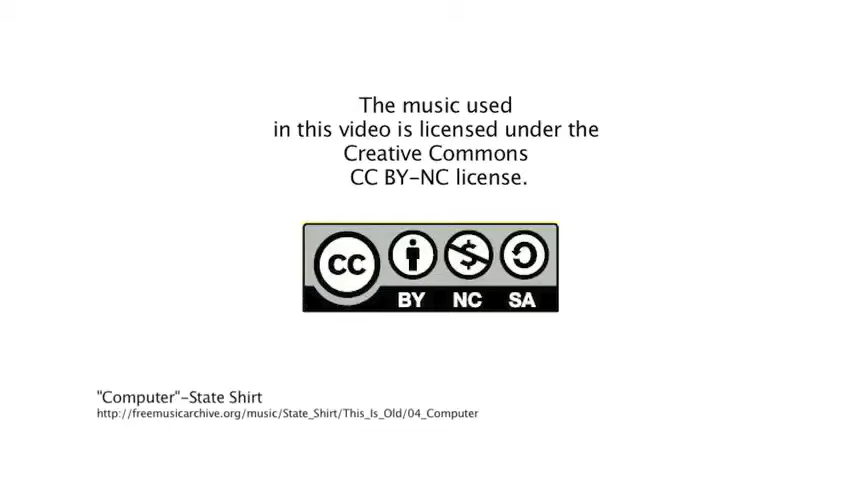 The music used
in this video is licensed under the
Creative Commons
CC BY-NC license.
CC
BY NC SA
"Computer"-State Shirt
http://freemusicarchive.org/music/State_Shirt/This_Is_Old/04_Computer